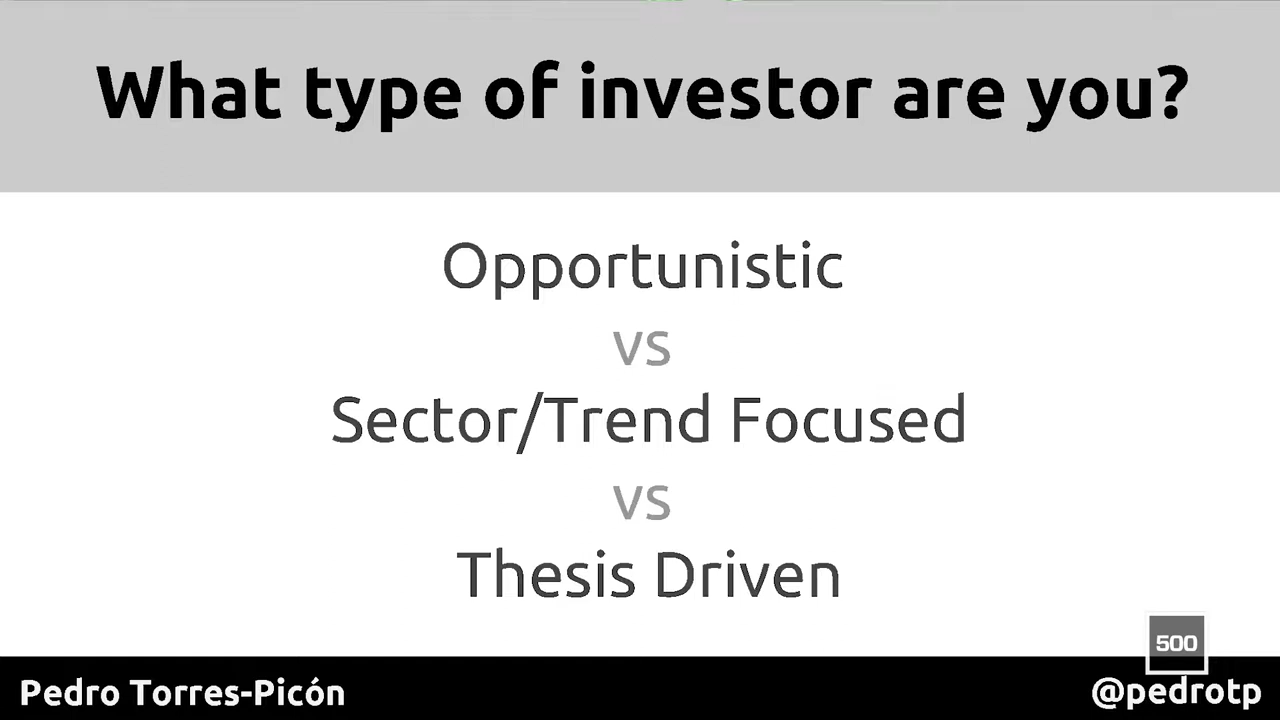 What type of investor are you?
Opportunistic
vs
Sector/Trend Focused
vs
Thesis Driven
500
Pedro Torres-Picón
@pedrotp